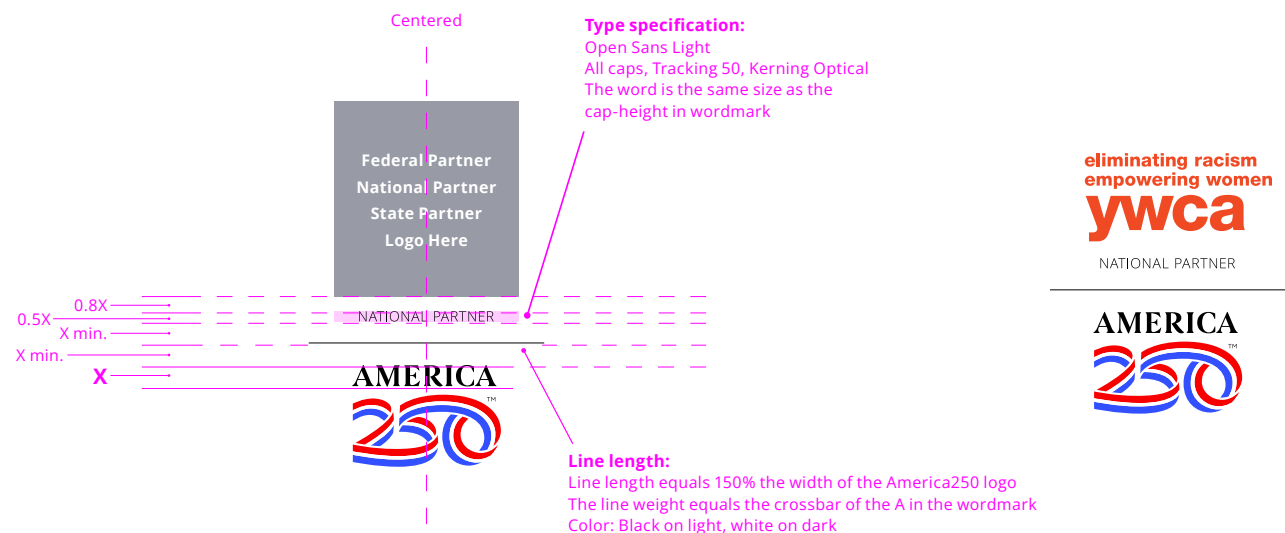 Centered
Type specification:
Open Sans Light
All caps, Tracking 50, Kerning Optical
The word is the same size as the
cap-height in wordmark
Federal Partner
National Partner
State Partner
Logo Here
0.8X
0.5X
X min.
X min.
X
NATIONAL PARTNER
AMERICA
250
™
Line length:
Line length equals 150% the width of the America250 logo
The line weight equals the crossbar of the A in the wordmark
Color: Black on light, white on dark
eliminating racism
empowering women
ywca
NATIONAL PARTNER
AMERICA
250
™